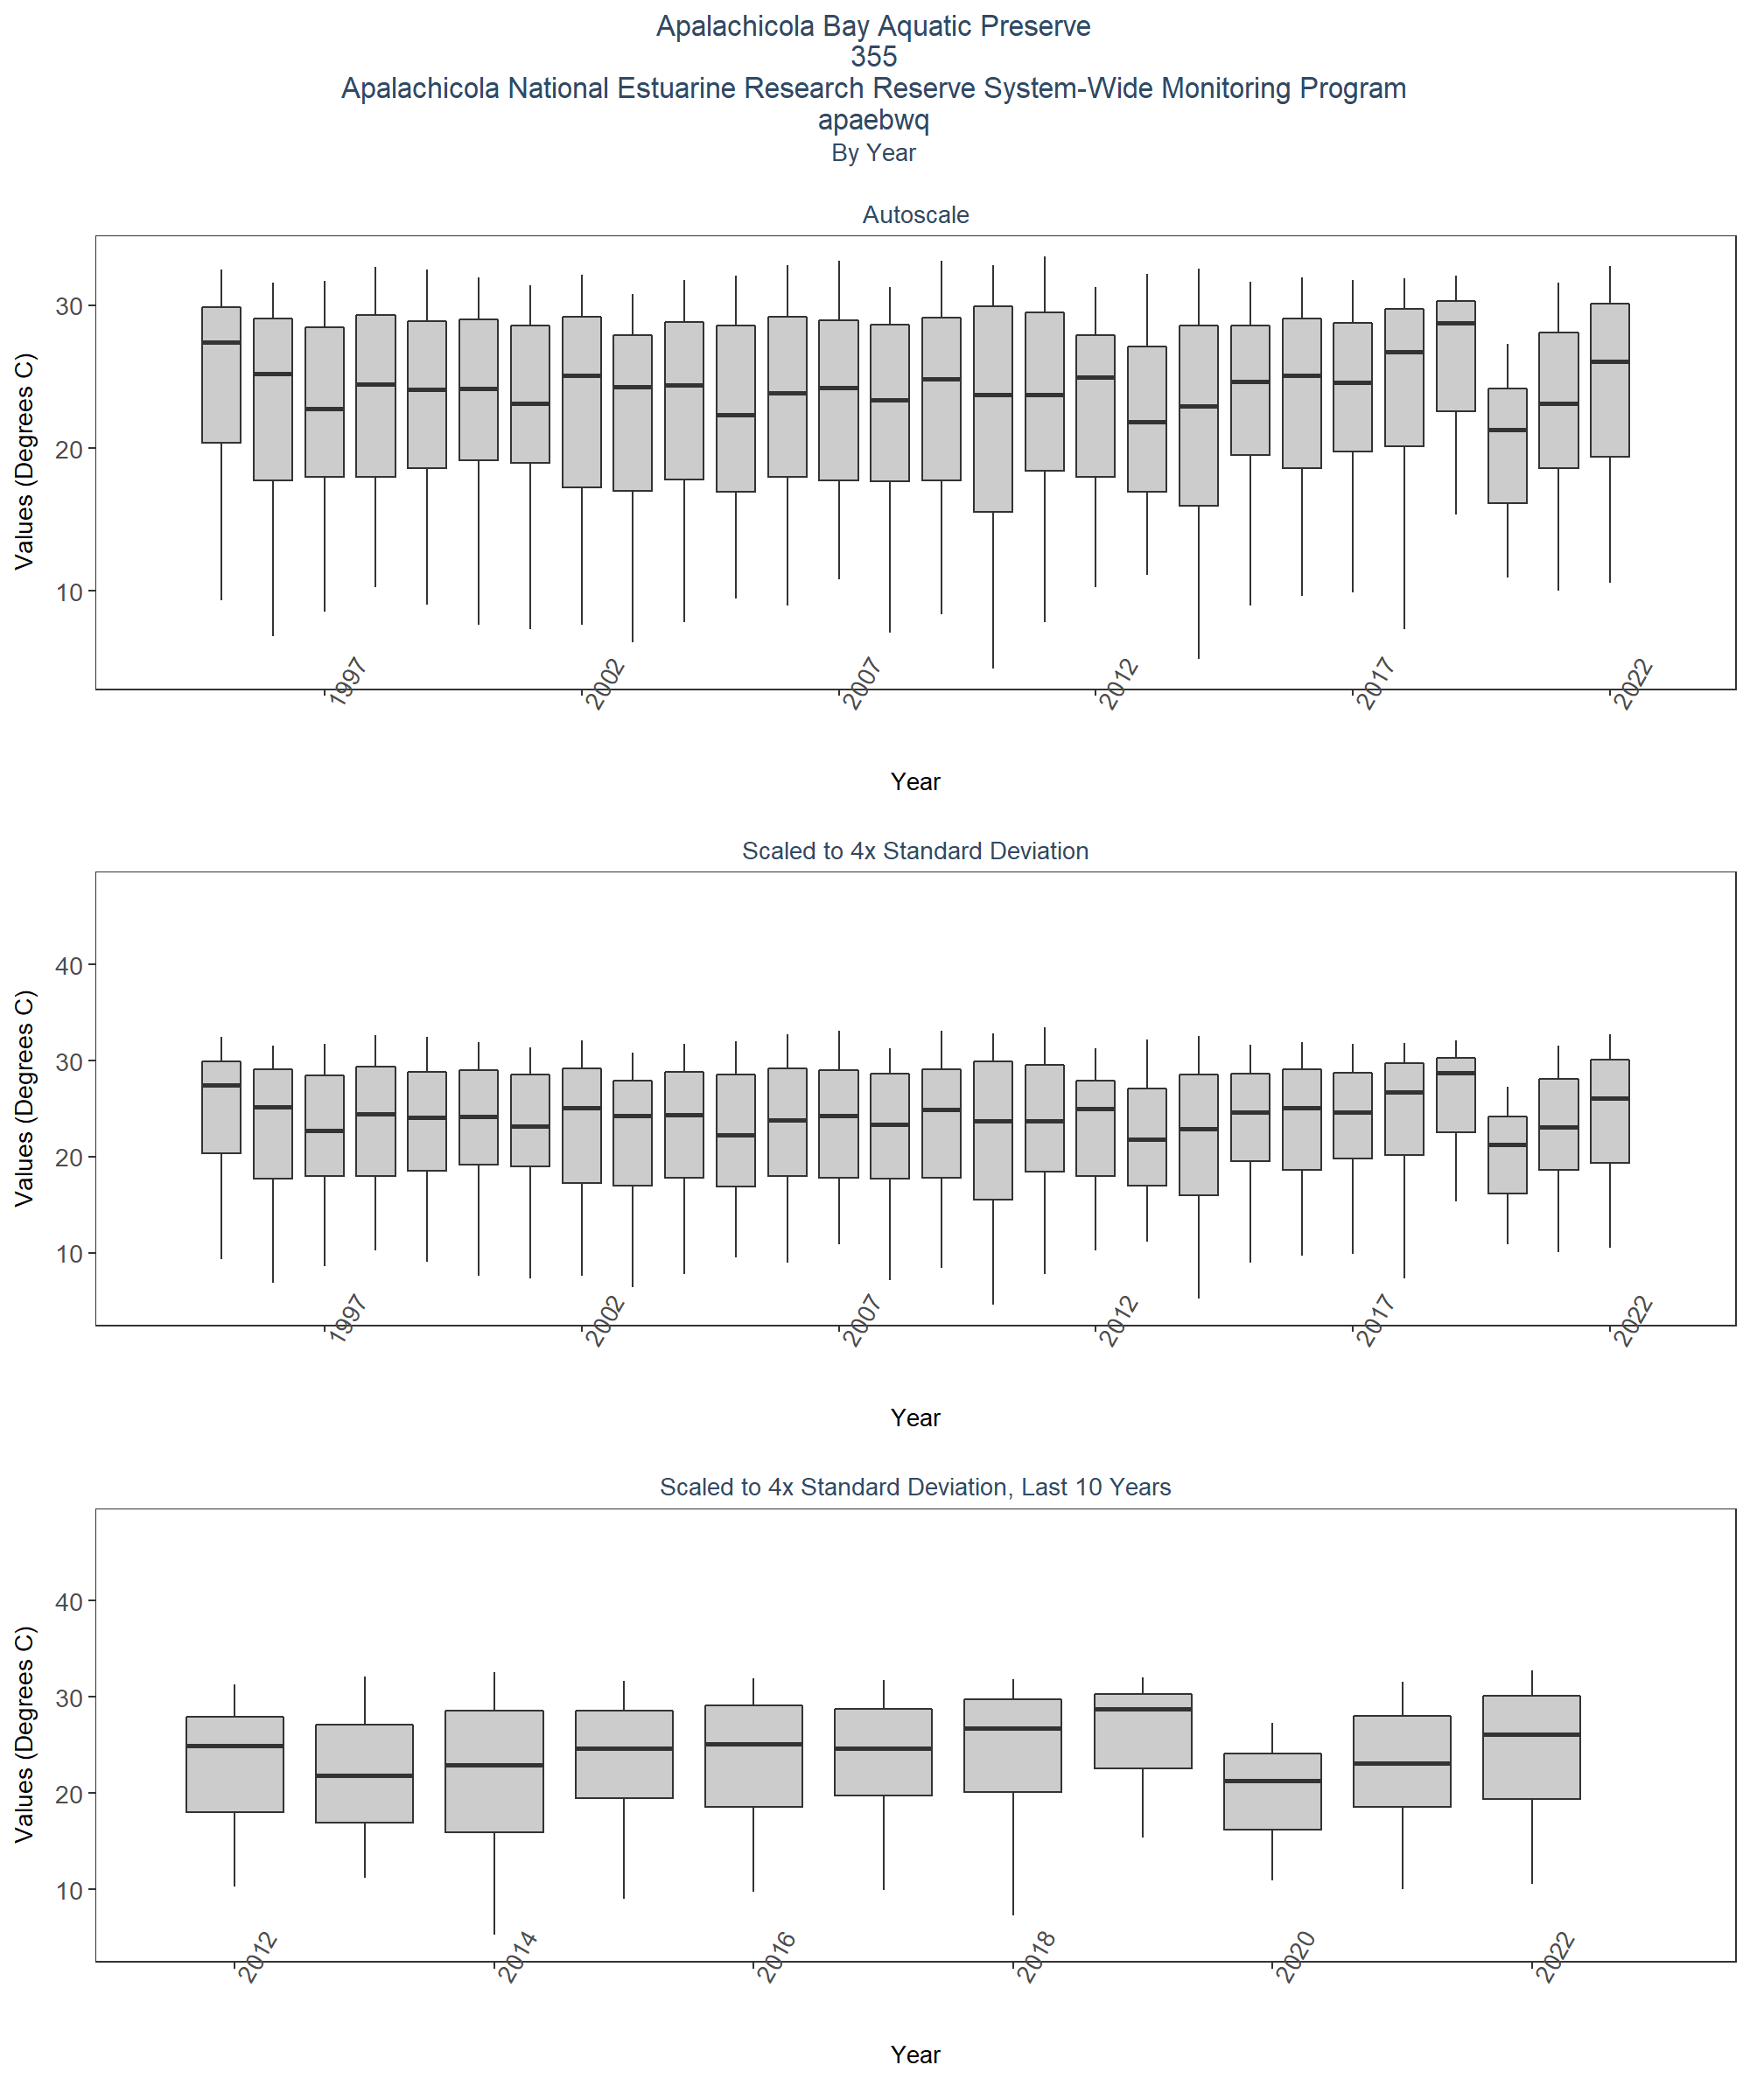 Apalachicola Bay Aquatic Preserve
355
Apalachicola National Estuarine Research Reserve System-Wide Monitoring Program
apaebwq
By Year
Autoscale
Values (Degrees C)
30
20
10
1997
2002
2007
2012
2017
2022
Year
Scaled to 4x Standard Deviation
Values (Degrees C)
40
30
20
10
1997
2002
2007
2012
2017
2022
Year
Scaled to 4x Standard Deviation, Last 10 Years
Values (Degrees C)
40
30
20
10
2012
2014
2016
2018
2020
2022
Year